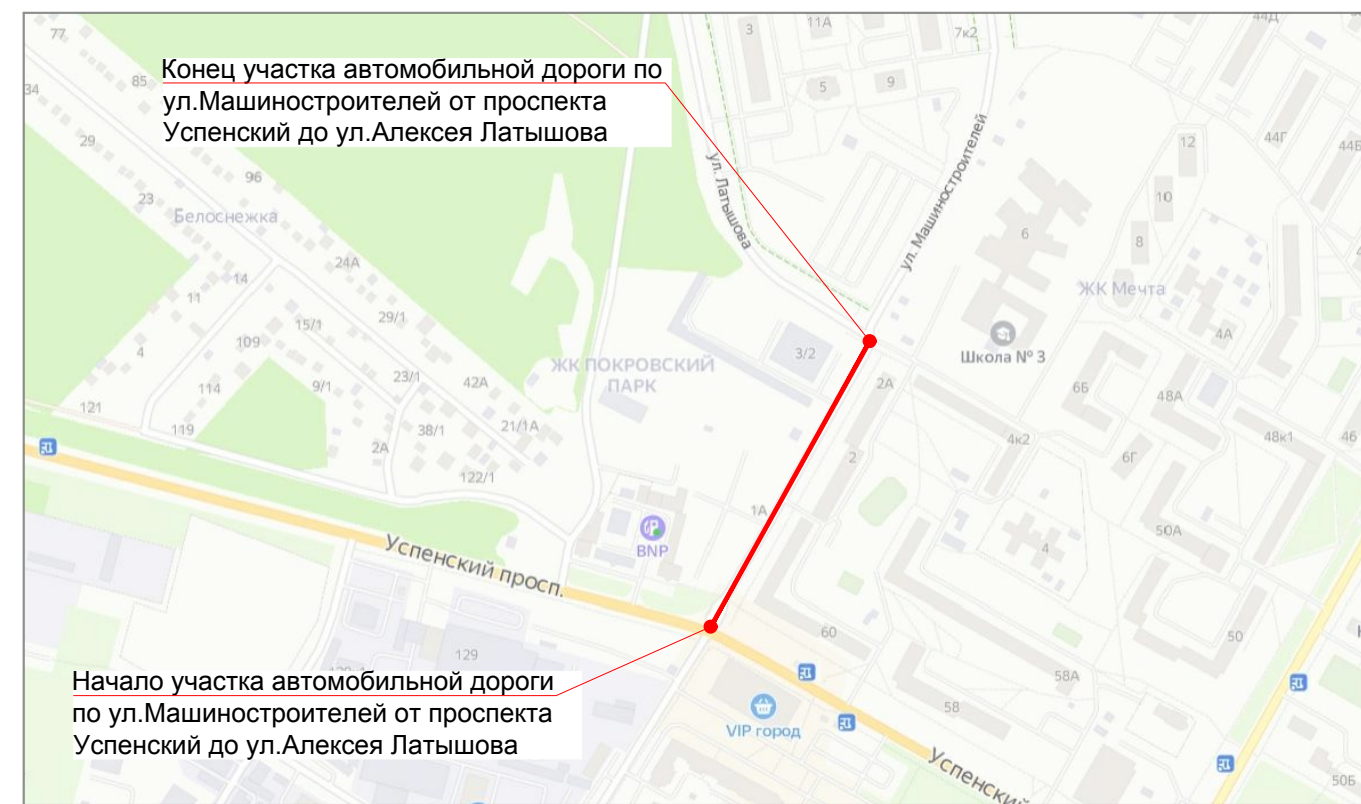 77
11А
3
7к2
44Д
Конец участка автомобильной дороги по
ул.Машиностроителей от проспекта
Успенский до ул.Алексея Латышова
34
85
5
9
29
12
44Г
44Б
96
23
Белоснежка
ул. Латышова
ул. Машиностроителей
10
6
8
24А
14
11
ЖК Мечта
15/1
29/1
109
4
3/2
Школа № 3
4А
ЖК ПОКРОВСКИЙ
ПАРК
114
9/1
23/1
42А
2А
6Б
48А
121
119
38/1
21/1А
2А
4к2
48к1
46
2
6Г
122/1
1А
50А
BNP
4
Успенский просп.
60
50
129
58А
Начало участка автомобильной дороги
по ул.Машиностроителей от проспекта
Успенский до ул.Алексея Латышова
58
VIP город
Успенский
50Б